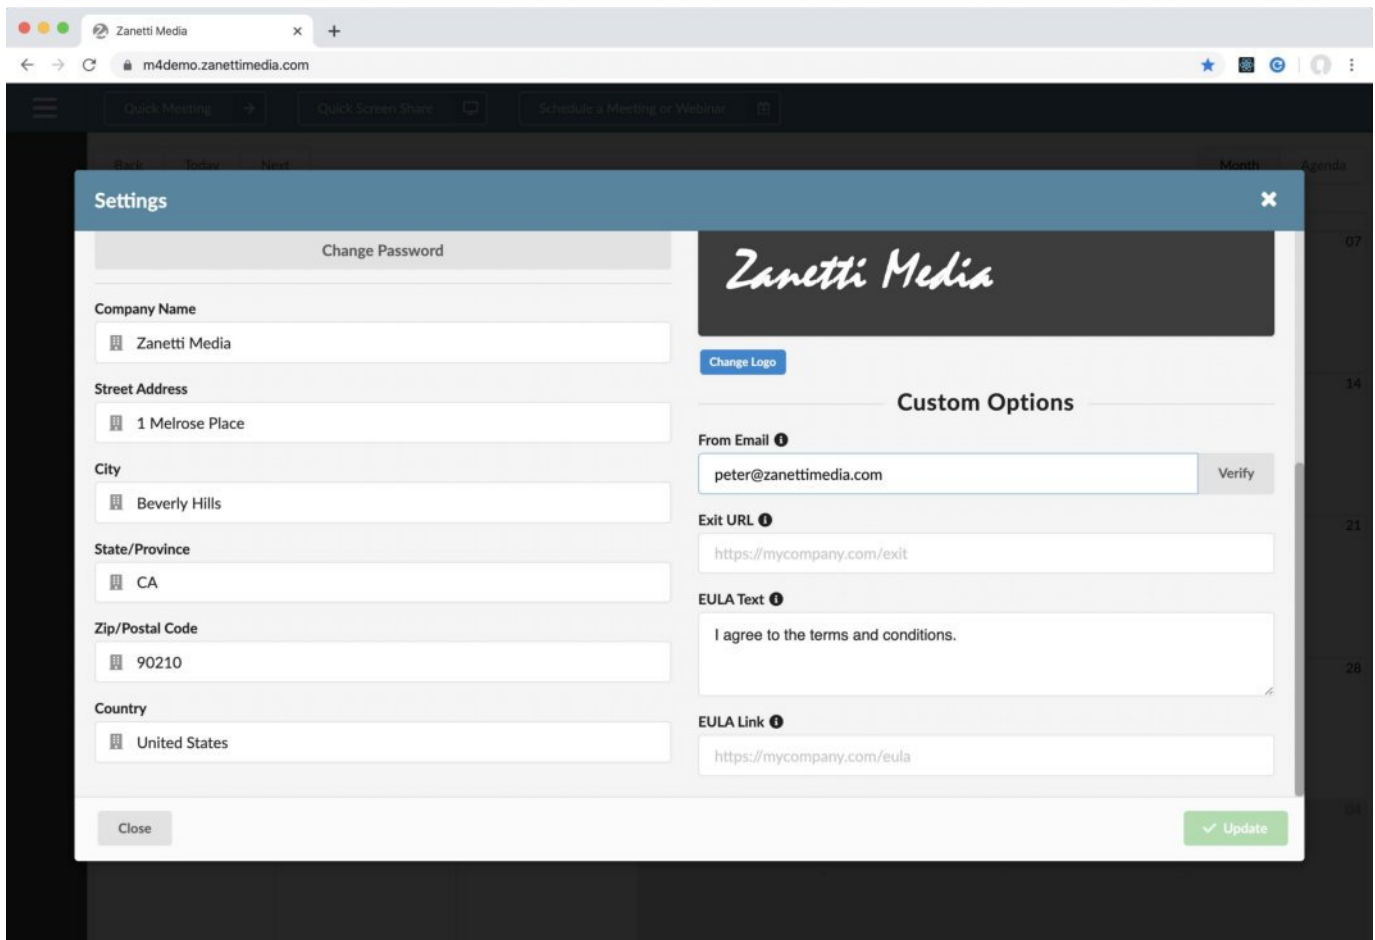 Zanetti Media
m4demo.zanettimedia.com
Quick Meeting
Quick Screen Share
Schedule a Meeting or Webinar
Back Today Next
Month Agenda
Settings
Change Password
Company Name
Zanetti Media
Street Address
1 Melrose Place
City
Beverly Hills
State/Province
CA
Zip/Postal Code
90210
Country
United States
Zanetti Media
Change Logo
Custom Options
From Email
peter@zanettimedia.com
Verify
Exit URL
https://mycompany.com/exit
EULA Text
I agree to the terms and conditions.
EULA Link
https://mycompany.com/eula
Close
Update
07
14
21
28
04